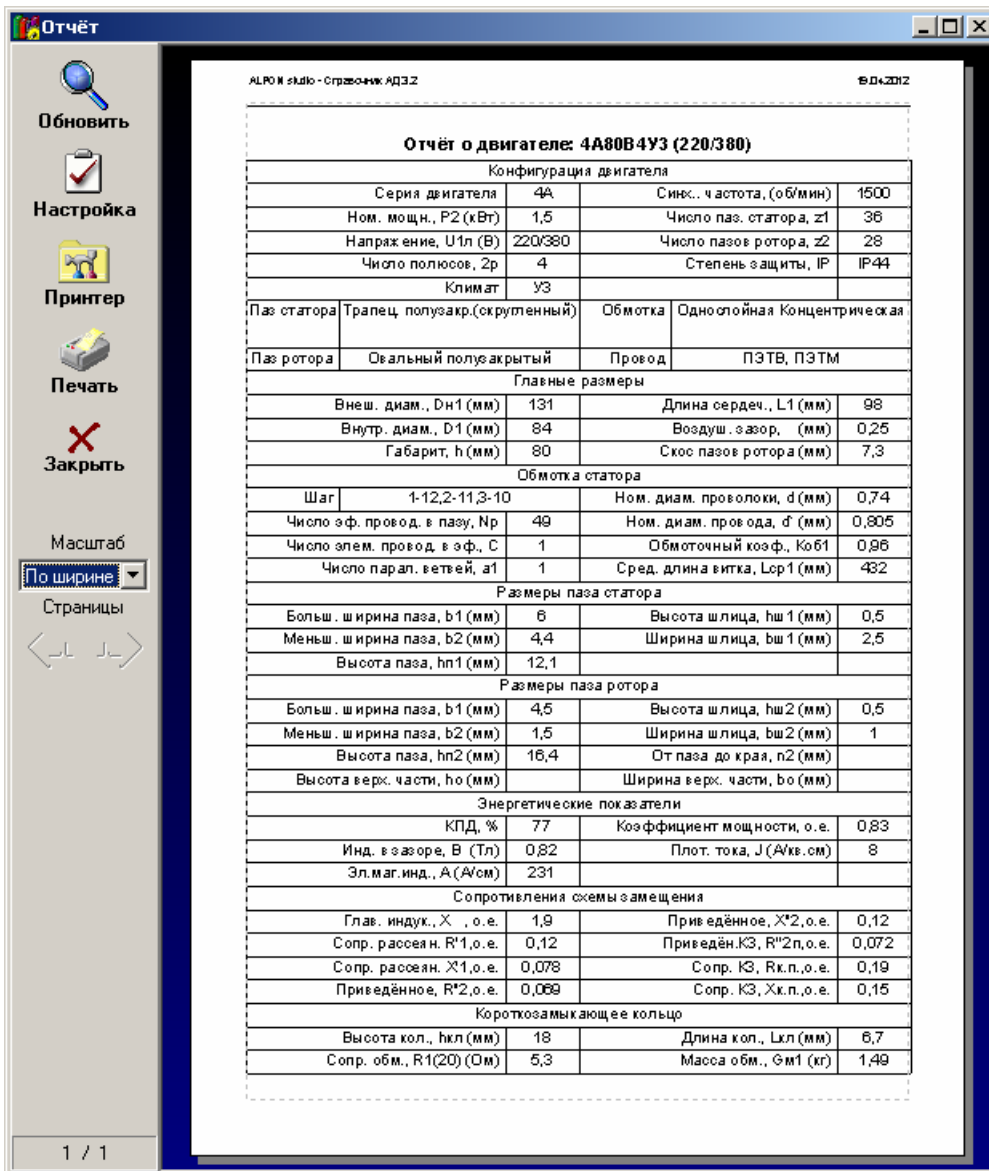 Отчёт
Обновить
Настройка
Принтер
Печать
Закрыть
Масштаб
По ширине
Страницы
1 / 1
ALFON studio - Справочник АДЗ.2 19.04.2012
Отчёт о двигателе: 4А80В4У3 (220/380)
Конфигурация двигателя
Серия двигателя 4А Синх.. частота, (об/мин) 1500
Ном. мощн., P2 (кВт) 1,5 Число паз. статора, z1 36
Напряжение, U1л (В) 220/380 Число пазов ротора, z2 28
Число полюсов, 2р 4 Степень защиты, IP IP44
Климат У3
Паз статора Трапец. полузакр.(скругленный) Обмотка Однослойная Концентрическая
Паз ротора Овальный полузакрытый Провод ПЭТВ, ПЭТМ
Главные размеры
Внеш. диам., Dн1 (мм) 131 Длина сердеч., L1 (мм) 98
Внутр. диам., D1 (мм) 84 Воздуш. зазор, (мм) 0,25
Габарит, h (мм) 80 Скос пазов ротора (мм) 7,3
Обмотка статора
Шаг 1-12,2-11,3-10 Ном. диам. проволоки, d (мм) 0,74
Число эф. провод. в пазу, Nр 49 Ном. диам. провода, d' (мм) 0,805
Число элем. провод. в эф., С 1 Обмоточный коэф., Коб1 0,96
Число парал. ветвей, а1 1 Сред. длина витка, Lср1 (мм) 432
Размеры паза статора
Больш. ширина паза, b1 (мм) 6 Высота шлица, hш1 (мм) 0,5
Меньш. ширина паза, b2 (мм) 4,4 Ширина шлица, bш1 (мм) 2,5
Высота паза, hп1 (мм) 12,1
Размеры паза ротора
Больш. ширина паза, b1 (мм) 4,5 Высота шлица, hш2 (мм) 0,5
Меньш. ширина паза, b2 (мм) 1,5 Ширина шлица, bш2 (мм) 1
Высота паза, hп2 (мм) 16,4 От паза до края, n2 (мм)
Высота верх. части, ho (мм) Ширина верх. части, bo (мм)
Энергетические показатели
КПД, % 77 Коэффициент мощности, о.е. 0,83
Инд. в зазоре, B (Тл) 0,82 Плот. тока, J (А/кв.см) 8
Эл.маг.инд., А (А/см) 231
Сопротивления схемы замещения
Глав. индук., X , о.е. 1,9 Приведённое, X"2,о.е. 0,12
Сопр. рассеян. R'1,о.е. 0,12 Приведён.КЗ, R"2п,о.е. 0,072
Сопр. рассеян. X'1,о.е. 0,078 Сопр. КЗ, Rк.п.,о.е. 0,19
Приведённое, R"2,о.е. 0,069 Сопр. КЗ, Xк.п.,о.е. 0,15
Короткозамыкающее кольцо
Высота кол., hкл (мм) 18 Длина кол., Lкл (мм) 6,7
Сопр. обм., R1(20) (Ом) 5,3 Масса обм., Gм1 (кг) 1,49